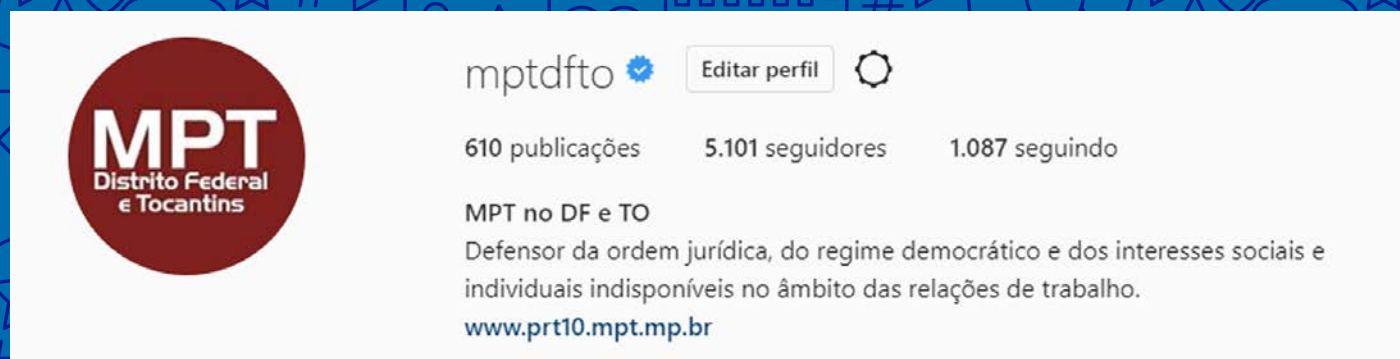 MPT
Distrito Federal
e Tocantins
mptdfto Editar perfil
610 publicações 5.101 seguidores 1.087 seguindo
MPT no DF e TO
Defensor da ordem jurídica, do regime democrático e dos interesses sociais e
individuais indisponíveis no âmbito das relações de trabalho.
www.prt10.mpt.mp.br